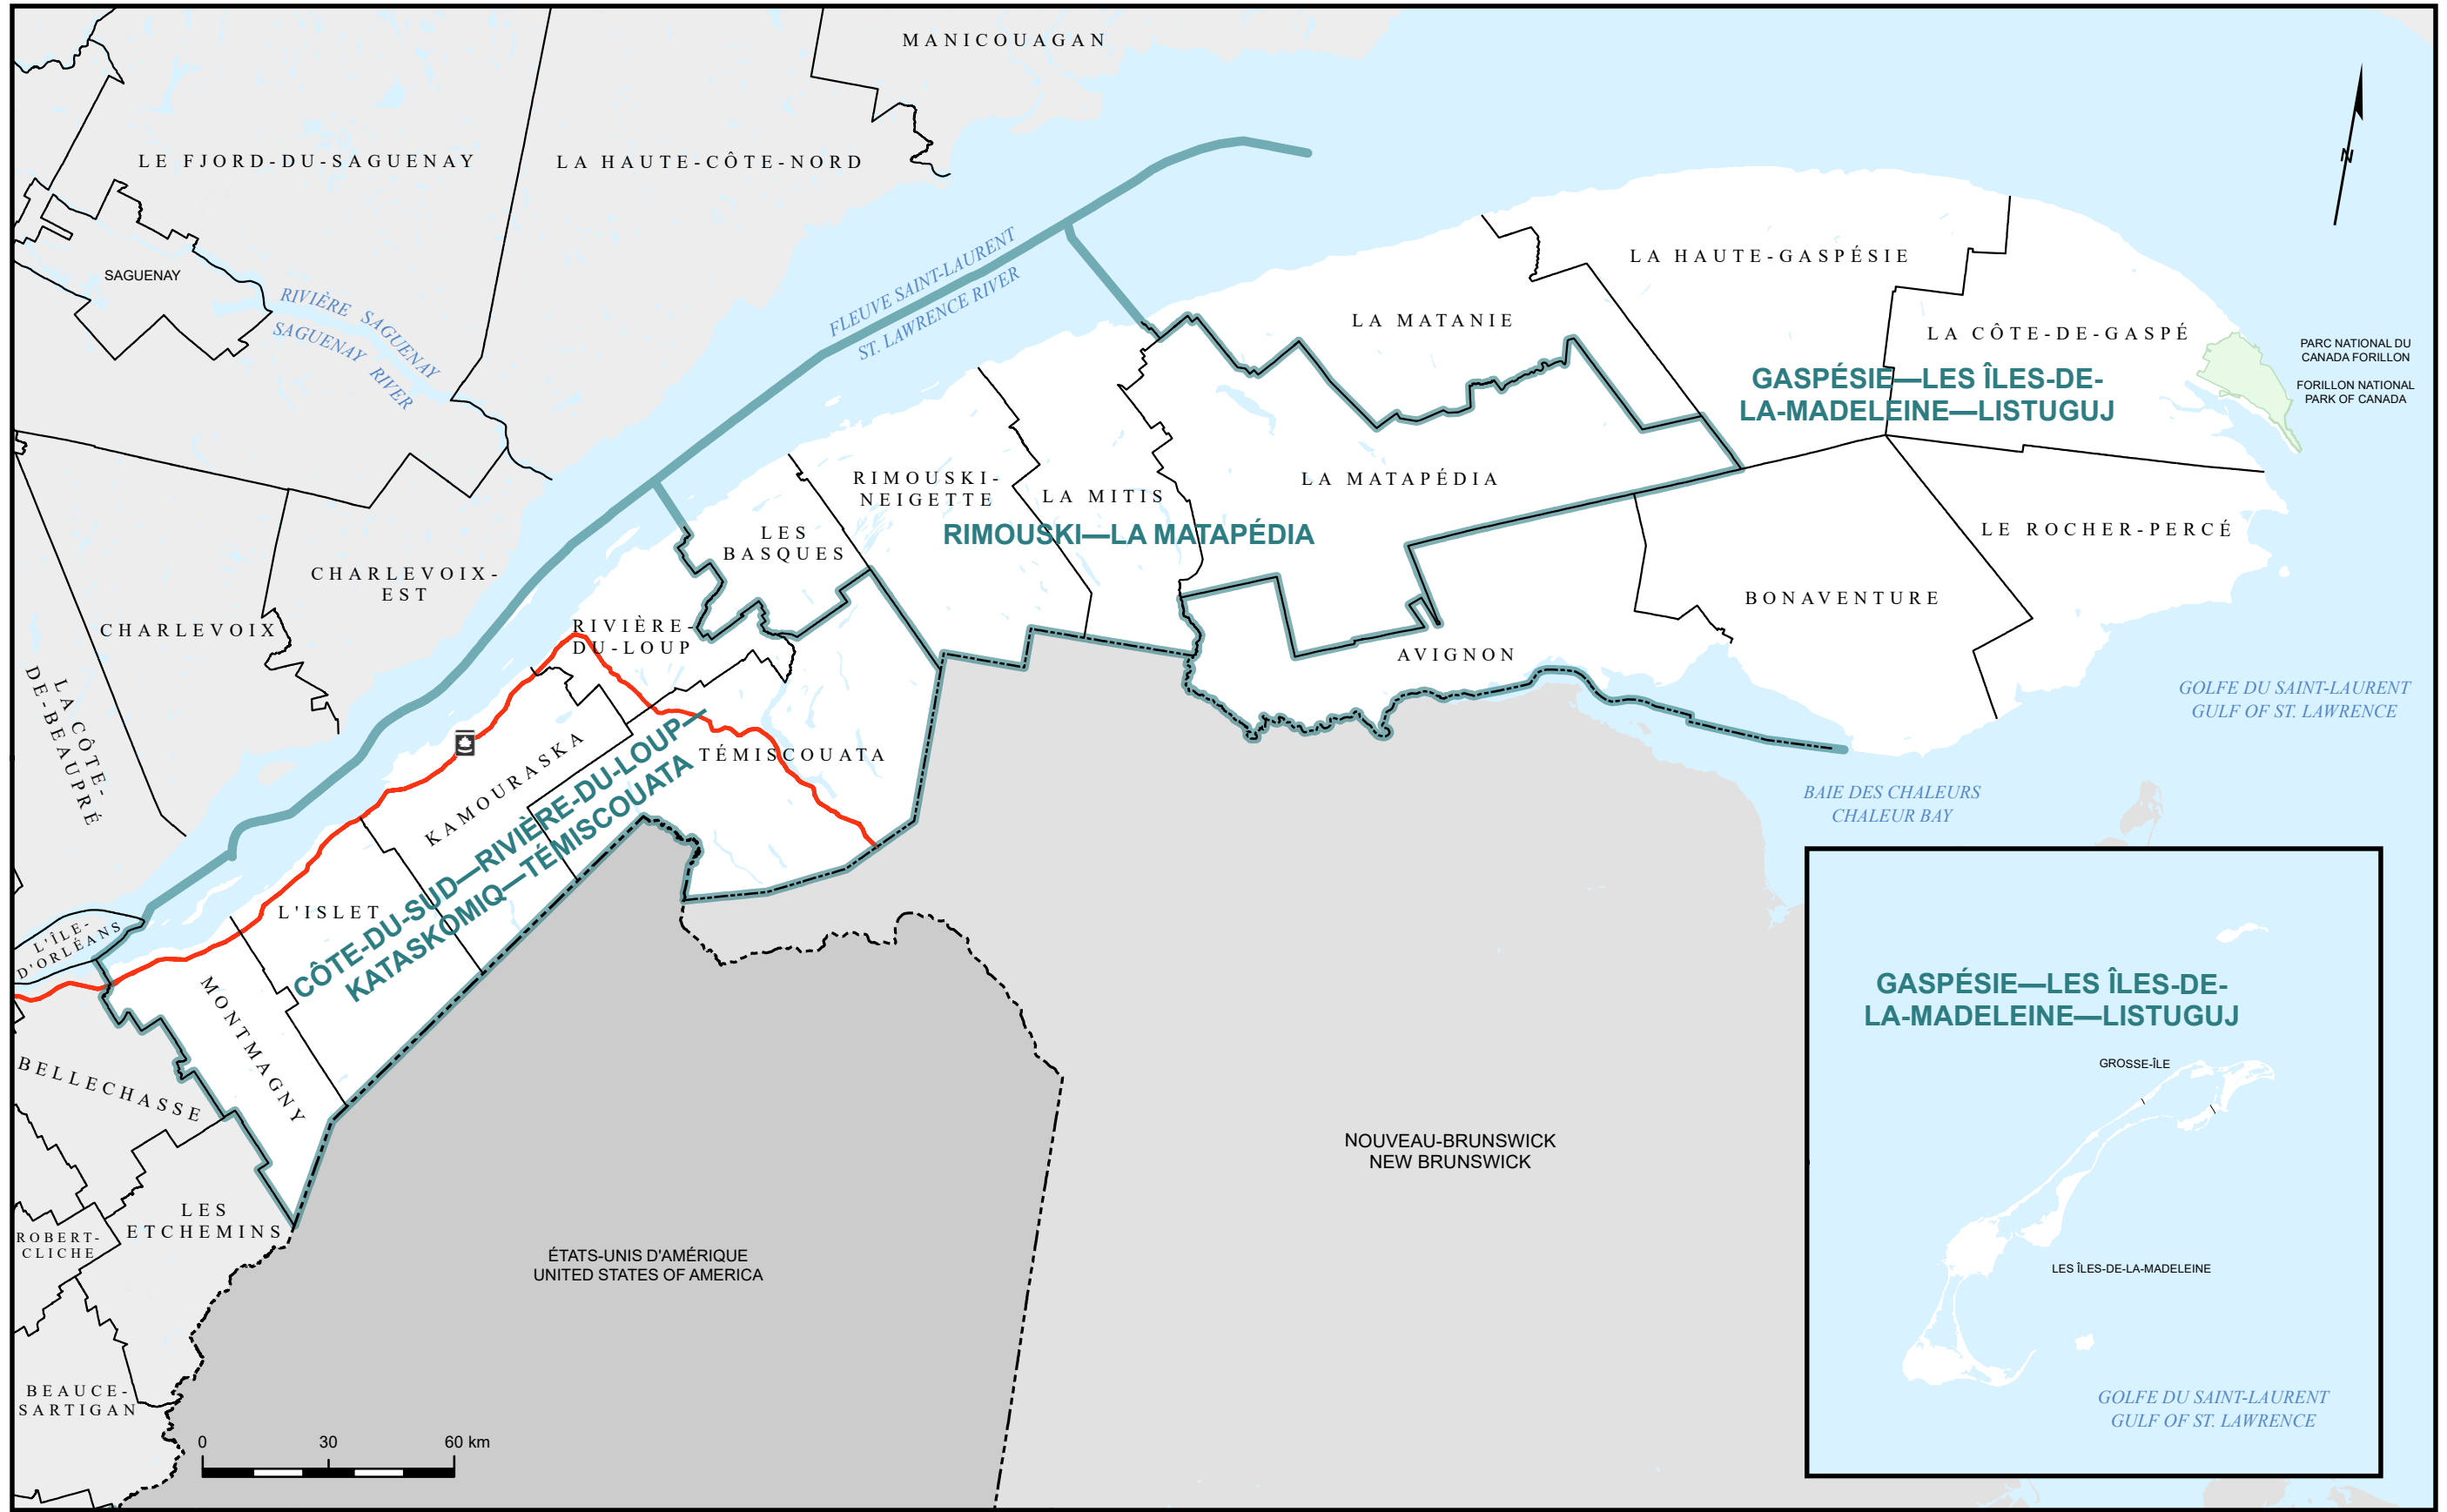 MANICOUAGAN
LE FJORD-DU-SAGUENAY
LA HAUTE-CÔTE-NORD
N
SAGUENAY
RIVIÈRE SAGUENAY
SAGUENAY RIVER
FLEUVE SAINT-LAURENT
ST. LAWRENCE RIVER
LA HAUTE-GASPÉSIE
LA MATANIE
LA CÔTE-DE-GASPÉ
PARC NATIONAL DU
CANADA FORILLON
FORILLON NATIONAL
PARK OF CANADA
GASPÉSIE—LES ÎLES-DE-
LA-MADELEINE—LISTUGUJ
RIMOUSKI-
NEIGETTE
LA MITIS
LA MATAPÉDIA
RIMOUSKI—LA MATAPÉDIA
LES
BASQUES
LE ROCHER-PERCÉ
CHARLEVOIX-
EST
CHARLEVOIX
BONAVENTURE
RIVIÈRE-
DU-LOUP
AVIGNON
LA CÔTE-
DE-BEAUPRÉ
GOLFE DU SAINT-LAURENT
GULF OF ST. LAWRENCE
KAMOURASKA
TÉMISCOUATA
CÔTE-DU-SUD—RIVIÈRE-DU-LOUP—
KATASKOMIQ—TÉMISCOUATA
BAIE DES CHALEURS
CHALEUR BAY
L'ISLET
L'ÎLE-
D'ORLÉANS
MONTMAGNY
BELLECHASSE
GASPÉSIE—LES ÎLES-DE-
LA-MADELEINE—LISTUGUJ
GROSSE-ÎLE
LES ÎLES-DE-LA-MADELEINE
GOLFE DU SAINT-LAURENT
GULF OF ST. LAWRENCE
NOUVEAU-BRUNSWICK
NEW BRUNSWICK
LES
ETCHEMINS
ROBERT-
CLICHE
ÉTATS-UNIS D'AMÉRIQUE
UNITED STATES OF AMERICA
BEAUCE-
SARTIGAN
0 30 60 km